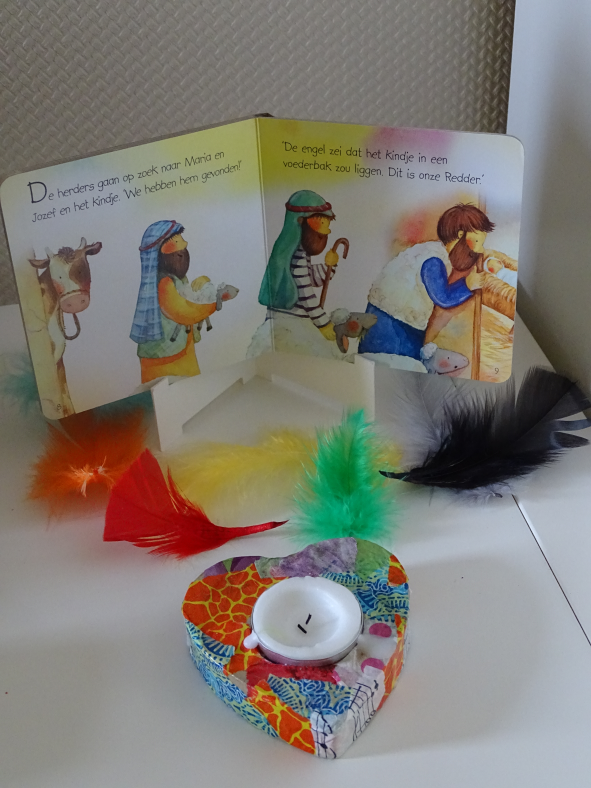 De herders gaan op zoek naar Maria en
Jozef en het kindje. 'We hebben hem gevonden!'
'De engel zei dat het kindje in een
voederbak zou liggen. Dit is onze Redder.'
9